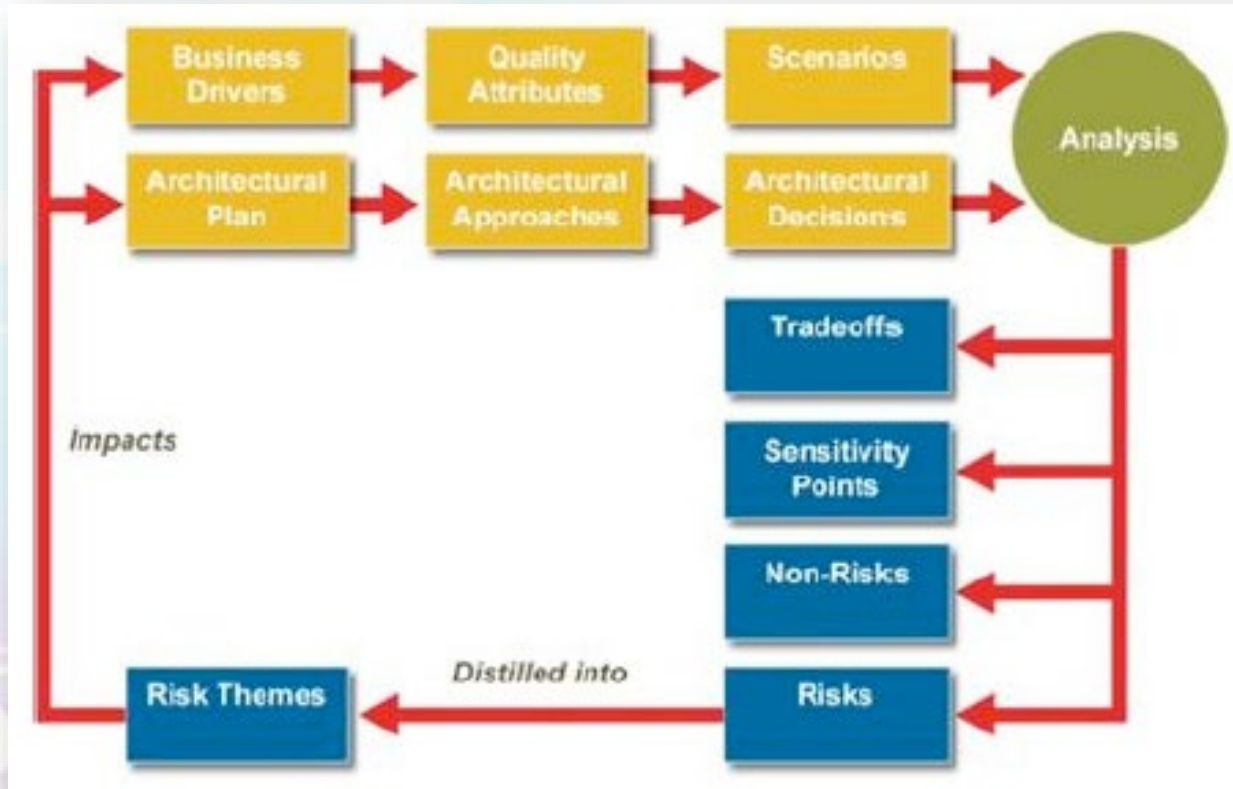 Business
Drivers
Quality
Attributes
Scenarios
Analysis
Architectural
Plan
Architectural
Approaches
Architectural
Decisions
Tradeoffs
Impacts
Sensitivity
Points
Non-Risks
Distilled into
Risk Themes
Risks